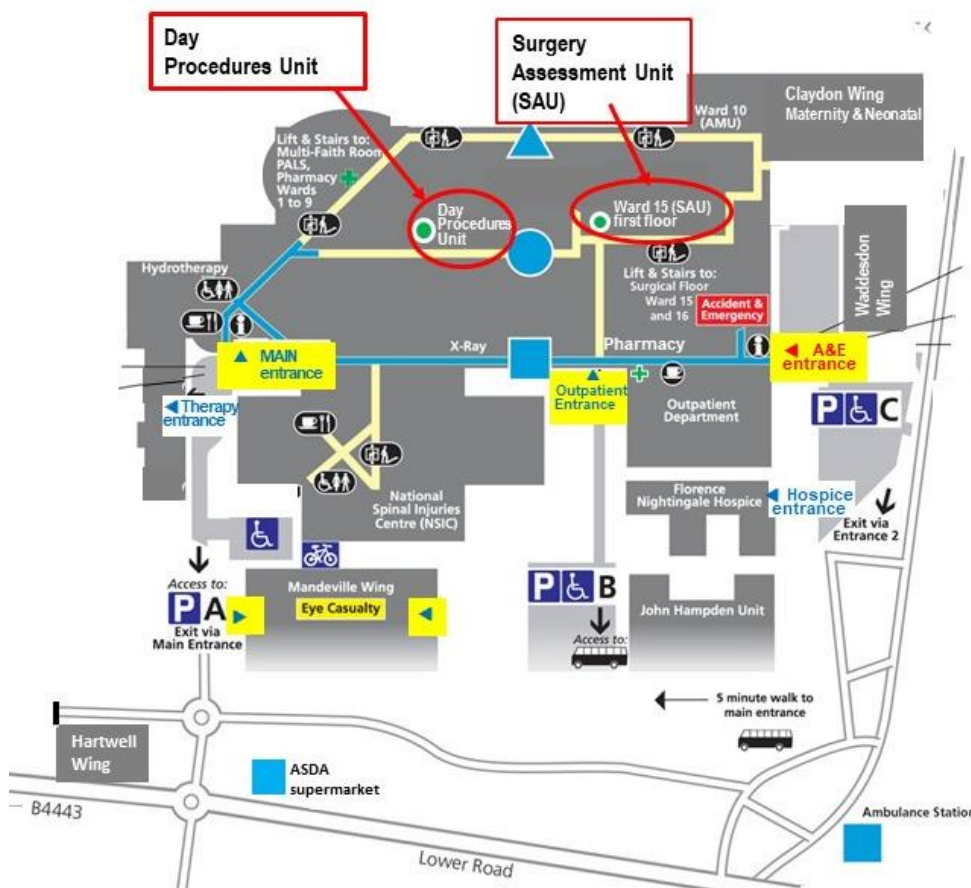 Day
Procedures Unit
Surgery
Assessment Unit
(SAU)
Ward 10
(AMU)
Claydon Wing
Maternity & Neonatal
Lift & Stairs to:
Multi-Faith Room
PALS,
Pharmacy
Wards
1 to 9
Day
Procedures
Unit
Ward 15 (SAU)
first floor
Hydrotherapy
Lift & Stairs to:
Surgical Floor
Ward 15
and 16
Accident &
Emergency
Waddesdon
Wing
MAIN
entrance
X-Ray
Pharmacy
A&E
entrance
Therapy
entrance
Outpatient
Entrance
Outpatient
Department
P C
National
Spinal Injuries
Centre (NSIC)
Florence
Nightingale Hospice
Hospice
entrance
Exit via
Entrance 2
Access to:
P A
Exit via
Main Entrance
Mandeville Wing
Eye Casualty
P B
Access to:
John Hampden Unit
5 minute walk to
main entrance
Hartwell
Wing
ASDA
supermarket
B4443
Lower Road
Ambulance Station